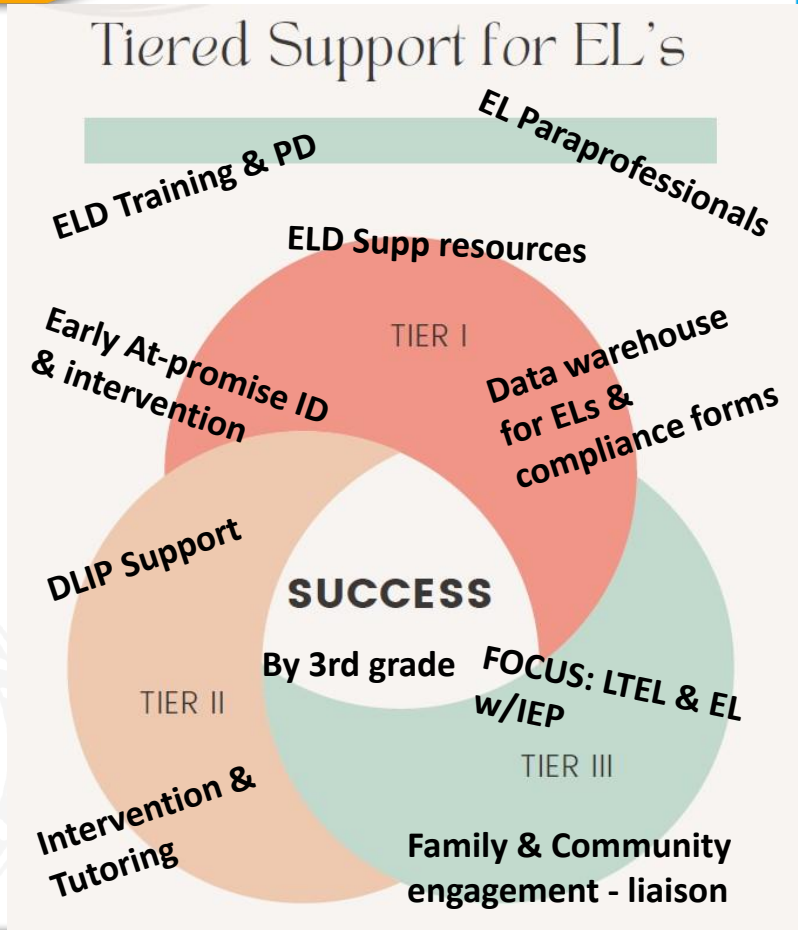 Tiered Support for EL's
EL Paraprofessionals
ELD Training & PD
ELD Supp resources
TIER I
Early At-promise ID
& intervention
Data warehouse
for ELs &
compliance forms
DLIP Support
SUCCESS
By 3rd grade
FOCUS: LTEL & EL
w/IEP
TIER II
TIER III
Intervention &
Tutoring
Family & Community
engagement - liaison